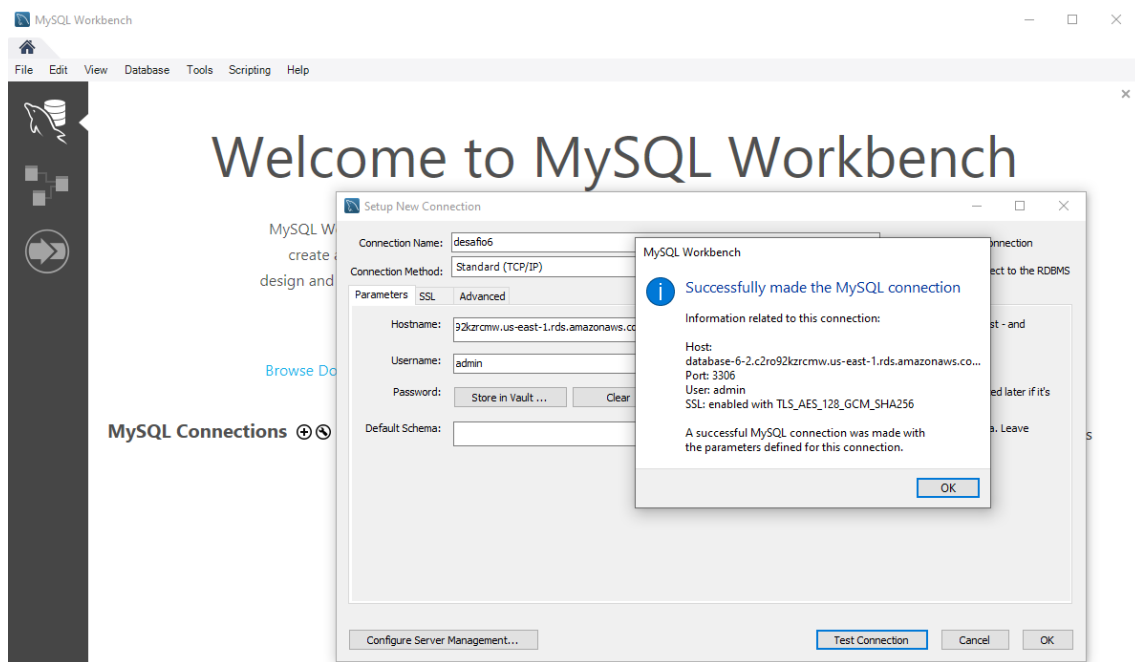 MySQL Workbench
File Edit View Database Tools Scripting Help
Welcome to MySQL Workbench
MySQL W
create
design and
Browse Do
MySQL Connections
s
Setup New Connection
Connection Name: desafio6
onnection
Connection Method: Standard (TCP/IP)
ect to the RDBMS
Parameters SSL Advanced
Hostname: 92kzrcmw.us-east-1.rds.amazonaws.co
st - and
Username: admin
Password: Store in Vault ... Clear
ed later if it's
Default Schema:
a. Leave
MySQL Workbench
Successfully made the MySQL connection
Information related to this connection:
Host:
database-6-2.c2ro92kzrcmw.us-east-1.rds.amazonaws.co...
Port: 3306
User: admin
SSL: enabled with TLS_AES_128_GCM_SHA256
A successful MySQL connection was made with
the parameters defined for this connection.
OK
Configure Server Management... Test Connection Cancel OK